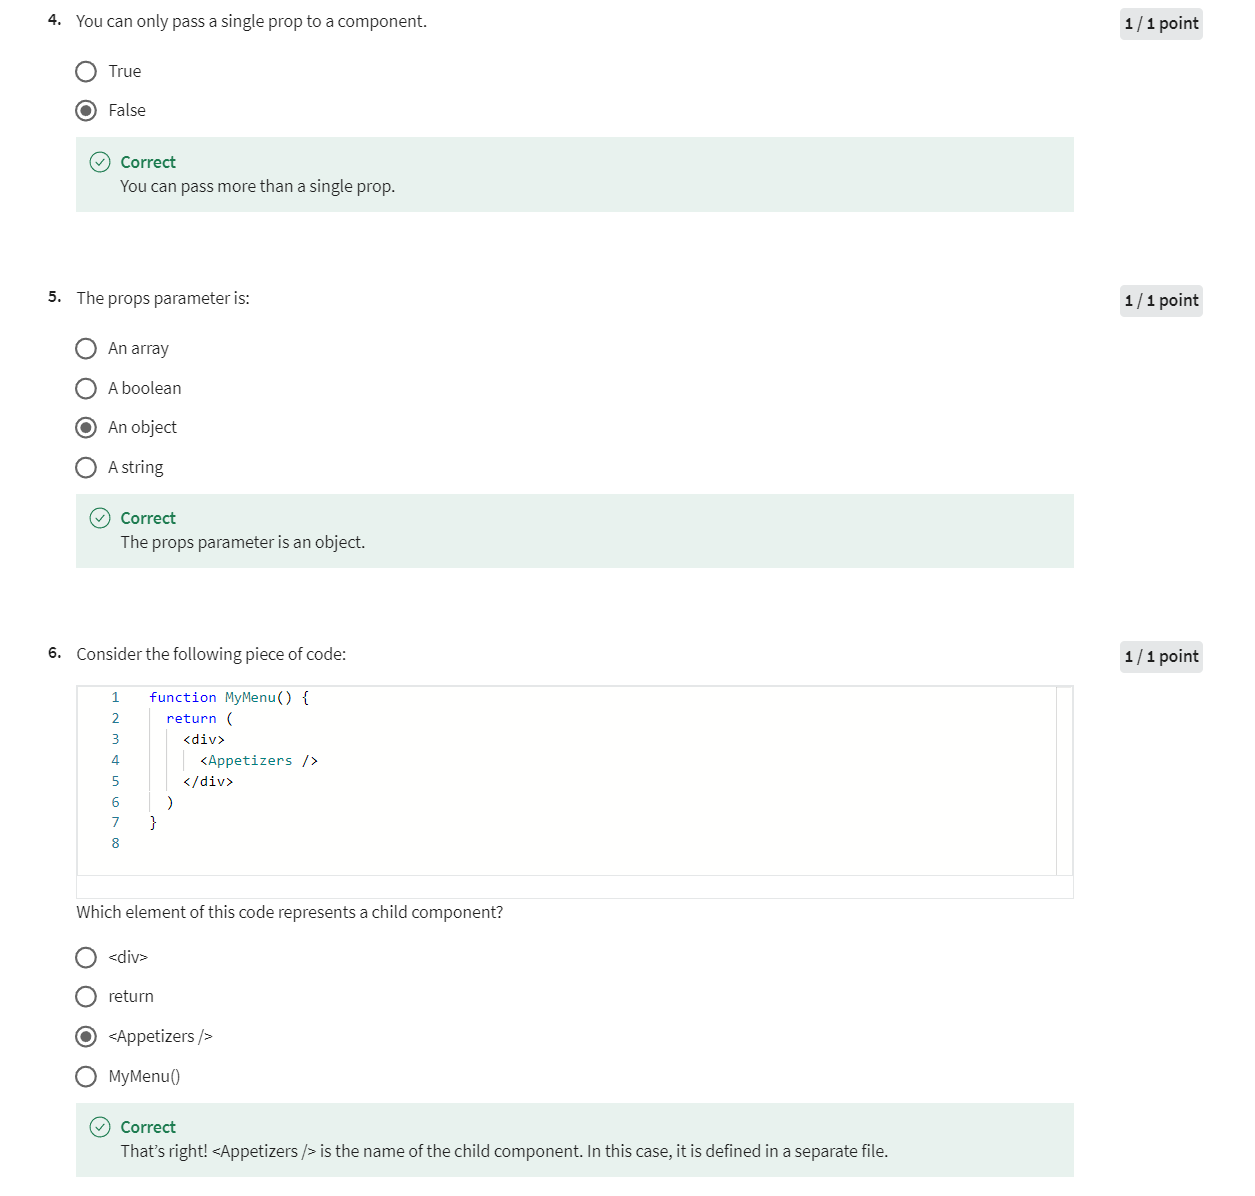 4. You can only pass a single prop to a component.
1 / 1 point
True
False
Correct
You can pass more than a single prop.
5. The props parameter is:
1 / 1 point
An array
A boolean
An object
A string
Correct
The props parameter is an object.
6. Consider the following piece of code:
1 / 1 point
1 function MyMenu() {
2 return (
3 <div>
4 <Appetizers />
5 </div>
6 )
7 }
8
Which element of this code represents a child component?
<div>
return
<Appetizers />
MyMenu()
Correct
That’s right! <Appetizers /> is the name of the child component. In this case, it is defined in a separate file.